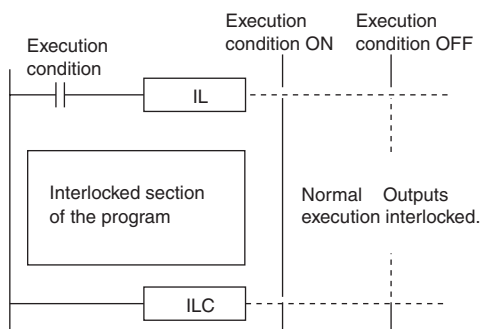 Execution
condition
Execution
condition ON
Execution
condition OFF
IL
Interlocked section
of the program
Normal
execution
Outputs
interlocked.
ILC